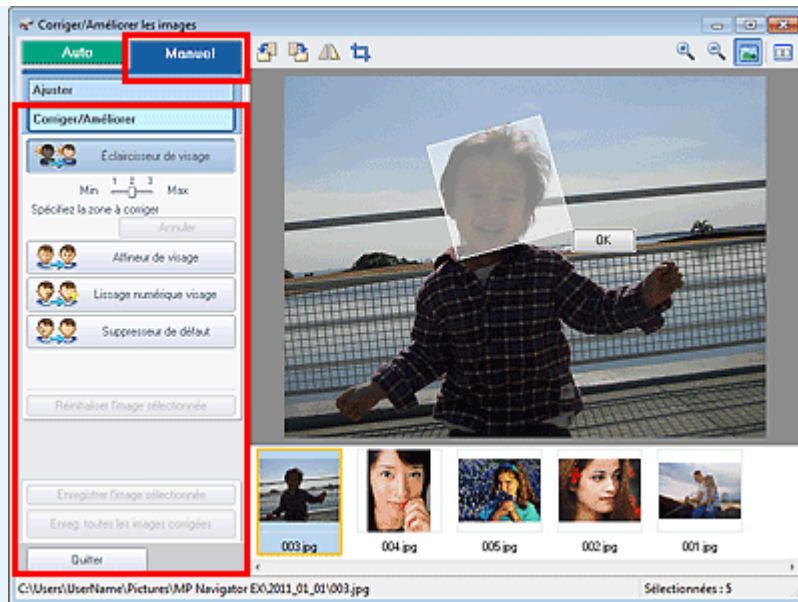 Corriger/Améliorer les images
Auto
Manuel
Ajuster
Corriger/Améliorer
Éclaircisseur de visage
1 2 3
Min Max
Spécifiez la zone à corriger
Annuler
OK
Affineur de visage
Lissage numérique visage
Suppresseur de défaut
Réinitialiser l'image sélectionnée
Enregistrer l'image sélectionnée
Enreg. toutes les images corrigées
Quitter
003.jpg
004.jpg
005.jpg
002.jpg
001.jpg
C:\Users\UserName\Pictures\MP Navigator EX\2011_01_01\003.jpg
Sélectionnées : 5